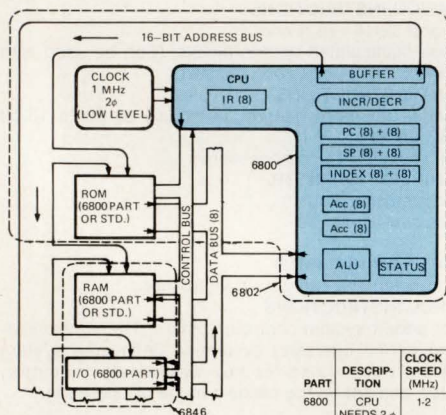 16-BIT ADDRESS BUS
CLOCK
1 MHz
2φ
(LOW LEVEL)
CPU
IR (8)
BUFFER
INCR/DECR
PC (8) + (8)
SP (8) + (8)
INDEX (8) + (8)
Acc (8)
Acc (8)
ALU
STATUS
6800
ROM
(6800 PART
OR STD.)
CONTROL BUS
DATA BUS (8)
6802
RAM
(6800 PART
OR STD.)
I/O (6800 PART)
6846
PART
DESCRIP-
TION
CLOCK
SPEED
(MHz)
6800
CPU
1-2
NEEDS 2 φ